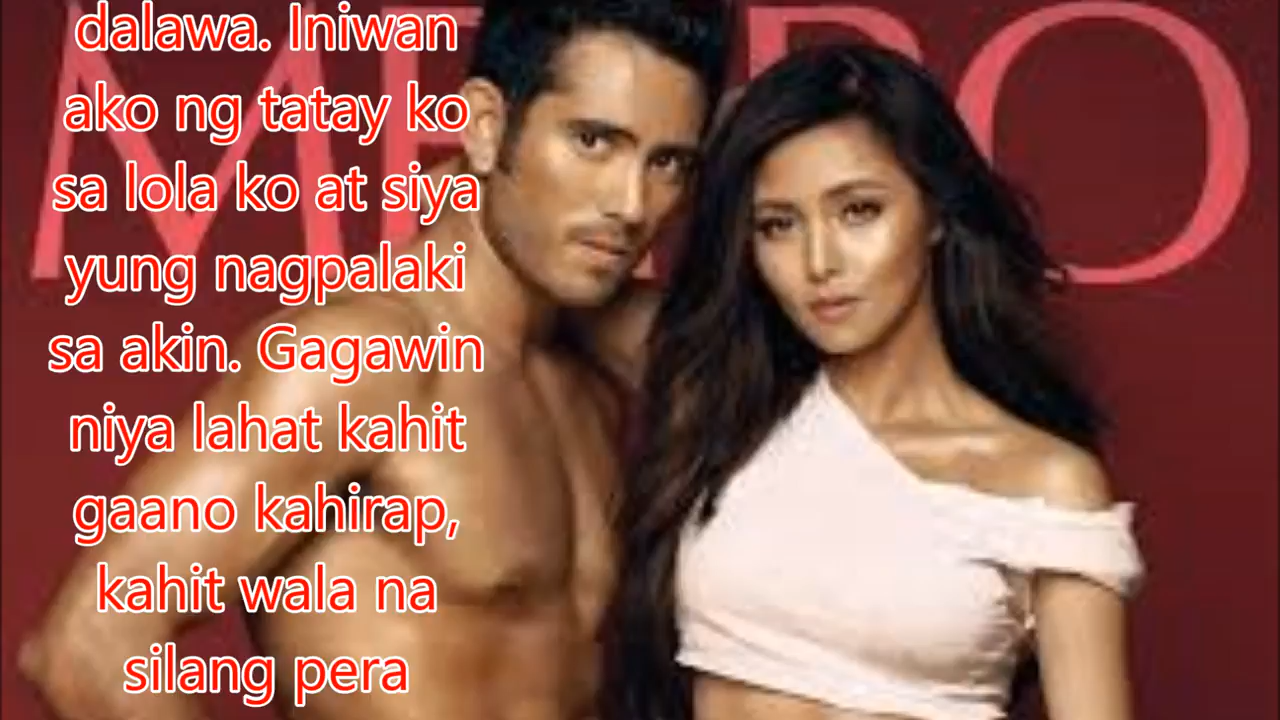 METRO
dalawa. Iniwan
ako ng tatay ko
sa lola ko at siya
yung nagpalaki
sa akin. Gagawin
niya lahat kahit
gaano kahirap,
kahit wala na
silang pera